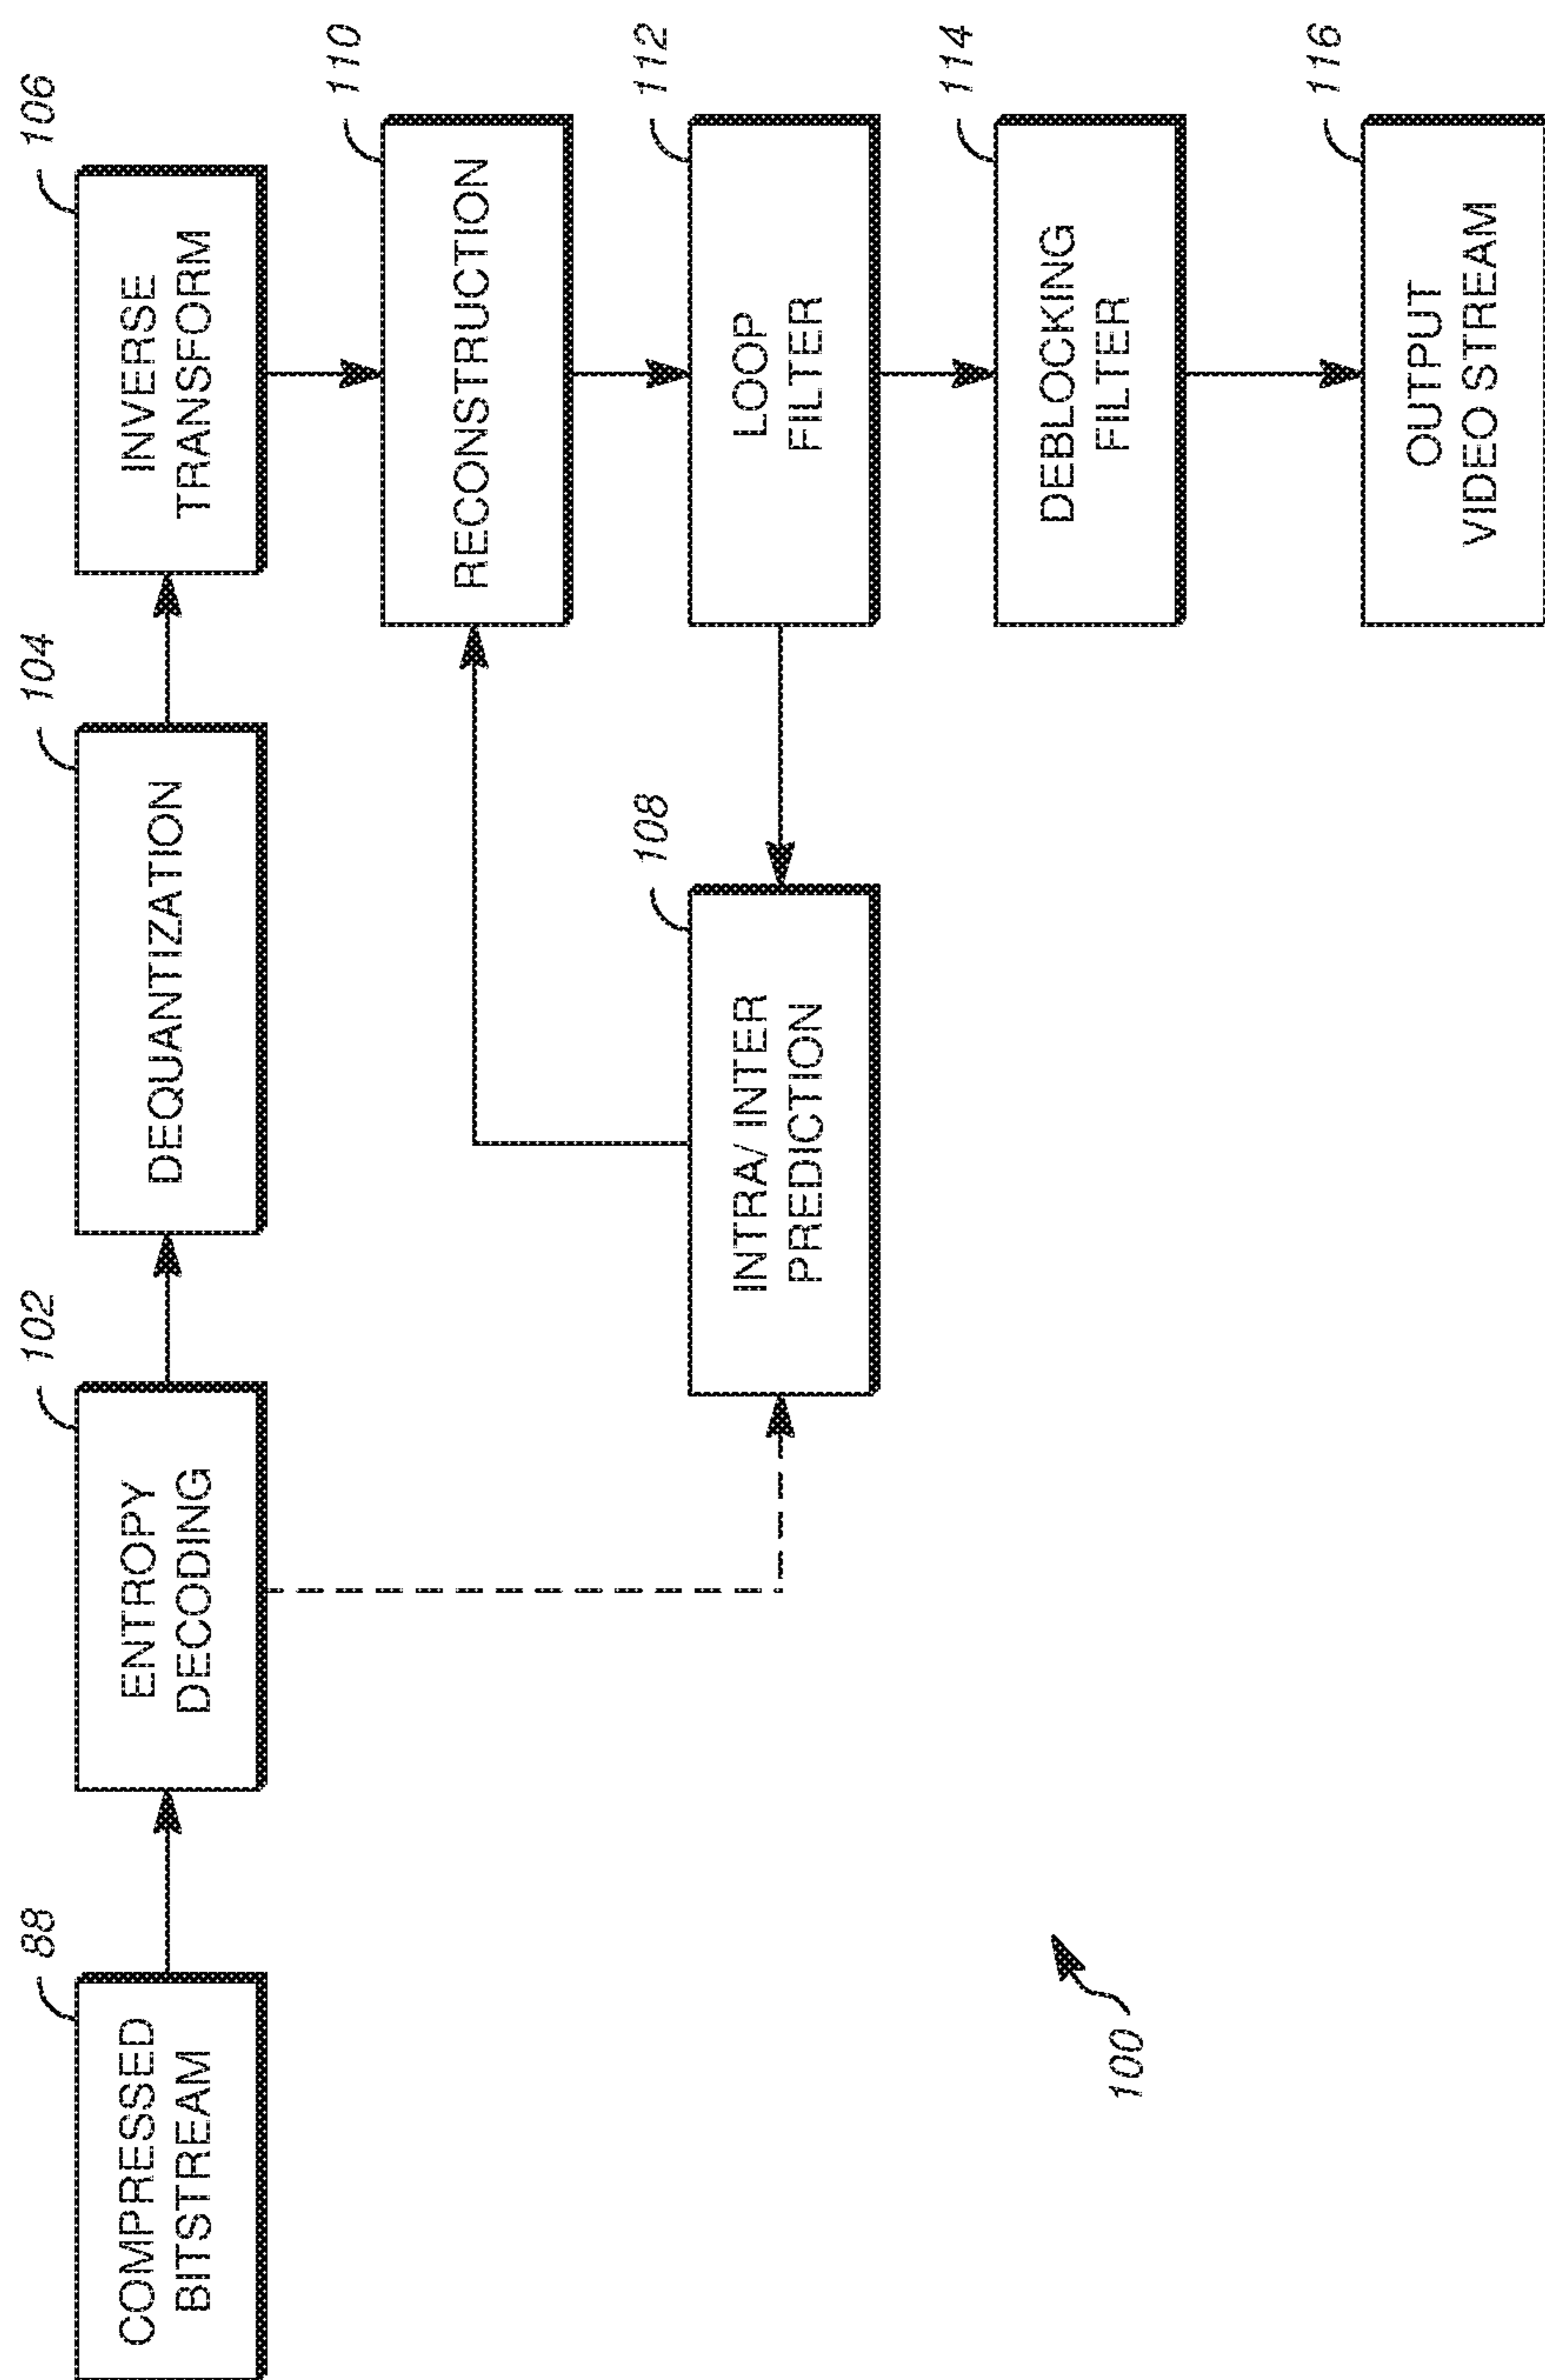 88
COMPRESSED
BITSTREAM
102
ENTROPY
DECODING
104
DEQUANTIZATION
106
INVERSE
TRANSFORM
110
RECONSTRUCTION
108
INTRA/ INTER
PREDICTION
112
LOOP
FILTER
114
DEBLOCKING
FILTER
116
OUTPUT
VIDEO STREAM
100